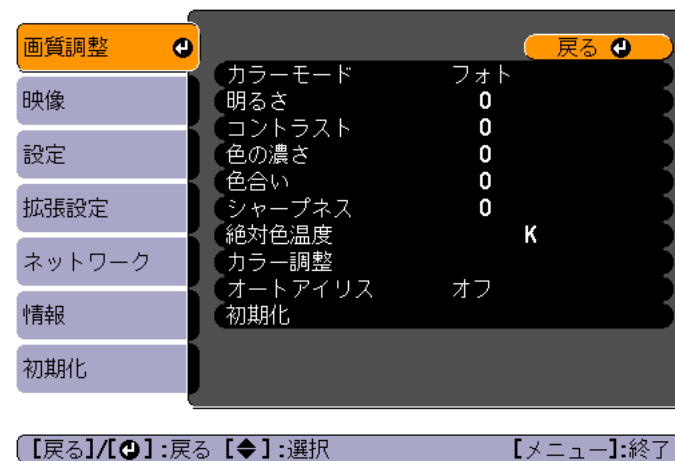 画質調整
戻る
カラーモード フォト
明るさ 0
コントラスト 0
色の濃さ 0
色合い 0
シャープネス 0
絶対色温度 K
カラー調整
オートアイリス オフ
初期化
映像
設定
拡張設定
ネットワーク
情報
初期化
[戻る]/[ ]:戻る [ ]:選択 [メニュー]:終了